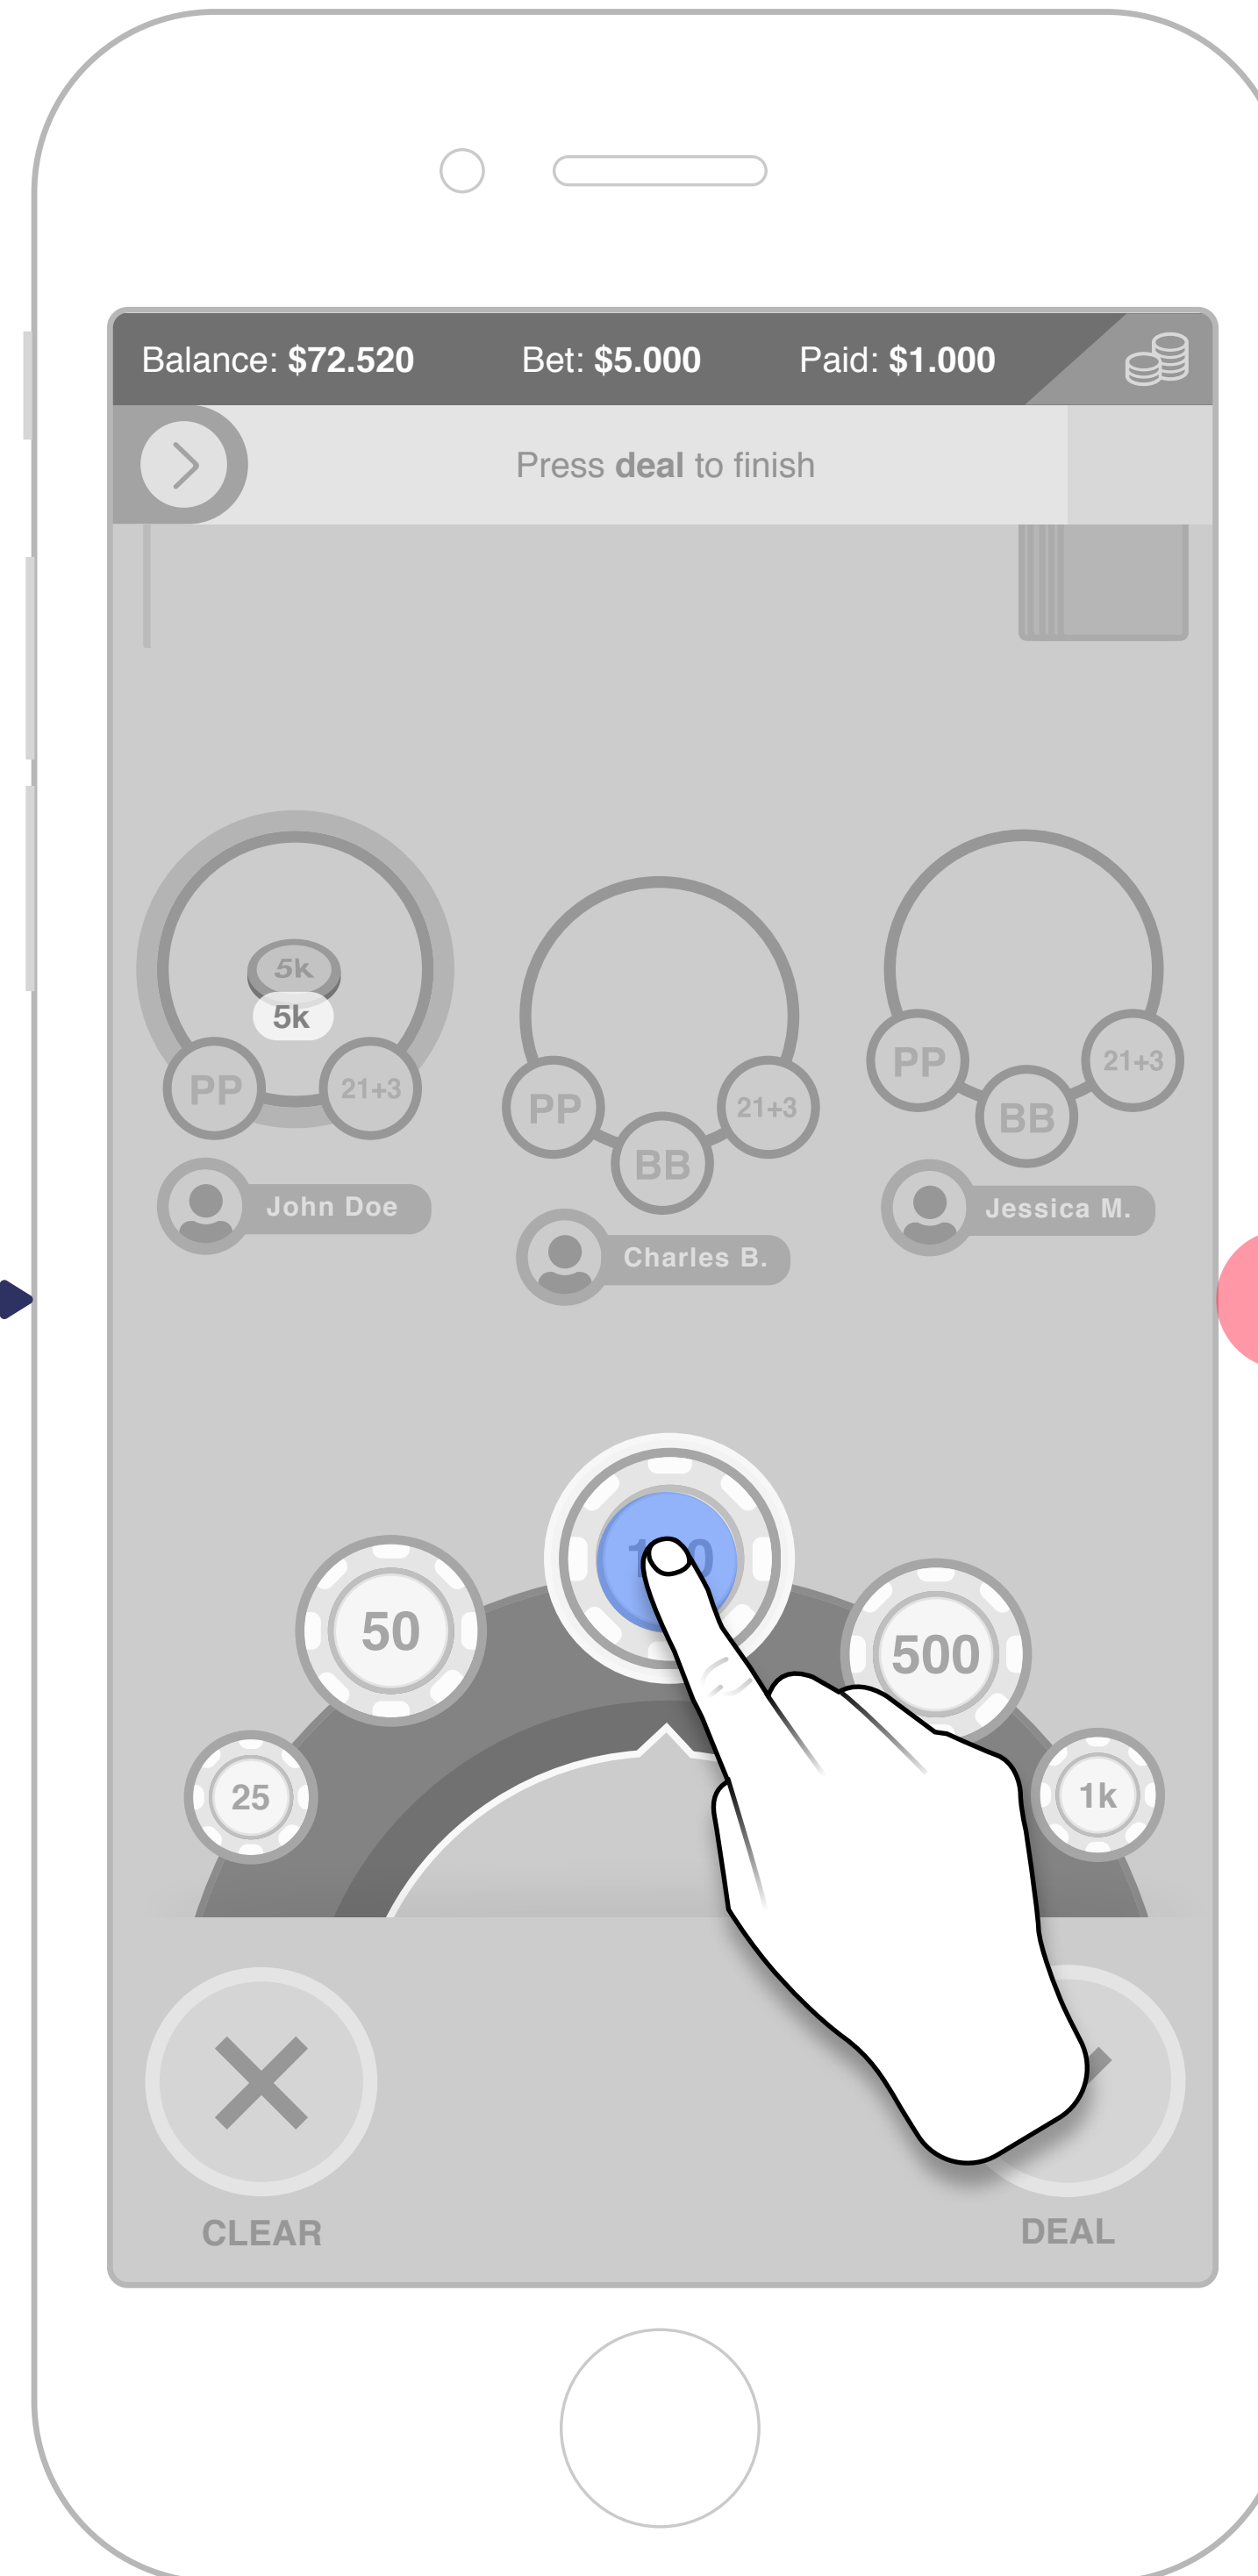 Balance: $72.520 Bet: $5.000 Paid: $1.000
Press deal to finish
5k
5k
PP 21+3
John Doe
PP BB 21+3
Charles B.
PP BB 21+3
Jessica M.
50
500
25
1k
CLEAR
DEAL